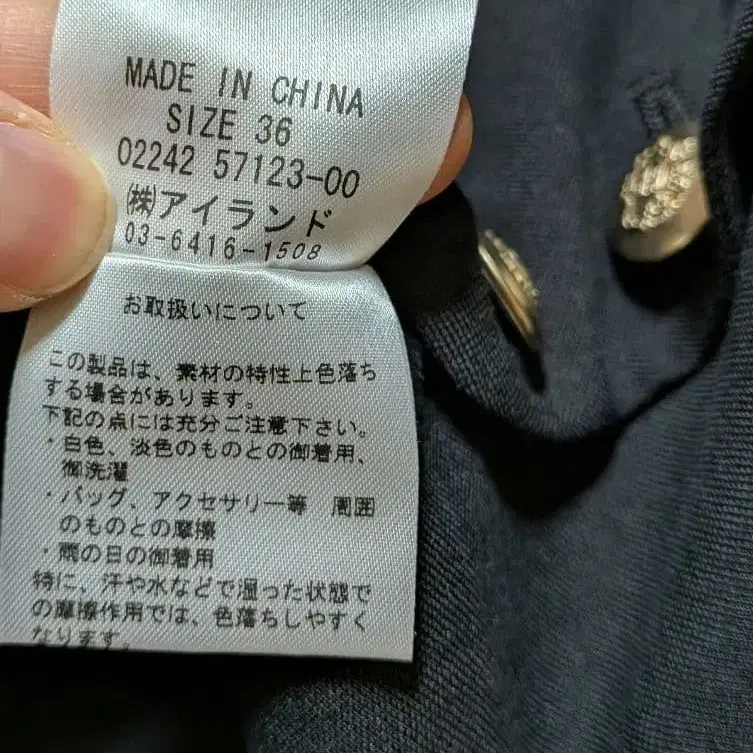 MADE IN CHINA
SIZE 36
02242 57123-00
㈱アイランド
03-6416-1508
お取扱いについて
この製品は、素材の特性上色落ち
する場合があります。
下記の点には充分ご注意下さい。
・白色、淡色のものとの御着用、
御洗濯
・バッグ、アクセサリー等　周囲
のものとの摩擦
・雨の日の御着用
特に、汗や水などで湿った状態で
の摩擦作用では、色落ちしやすく
なります。